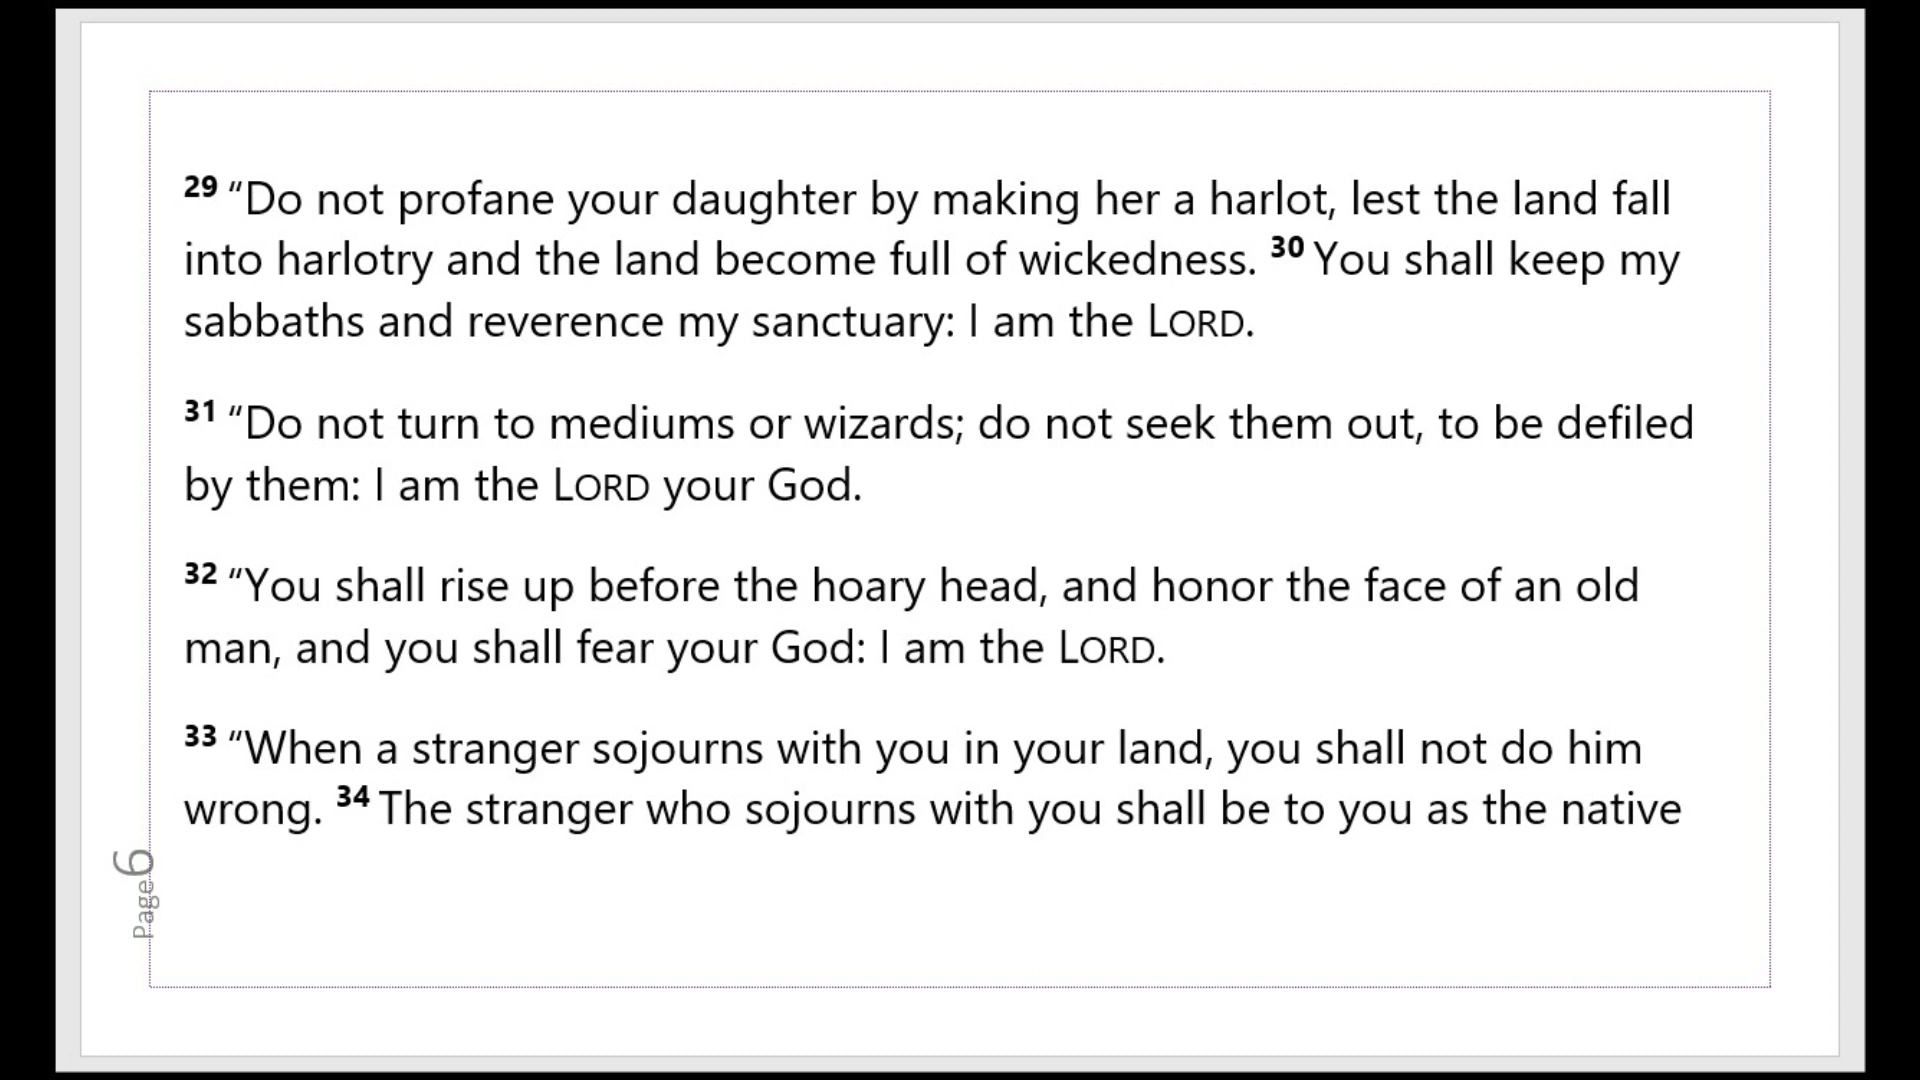 29 “Do not profane your daughter by making her a harlot, lest the land fall
into harlotry and the land become full of wickedness. 30 You shall keep my
sabbaths and reverence my sanctuary: I am the LORD.
31 “Do not turn to mediums or wizards; do not seek them out, to be defiled
by them: I am the LORD your God.
32 “You shall rise up before the hoary head, and honor the face of an old
man, and you shall fear your God: I am the LORD.
33 “When a stranger sojourns with you in your land, you shall not do him
wrong. 34 The stranger who sojourns with you shall be to you as the native
Page 6